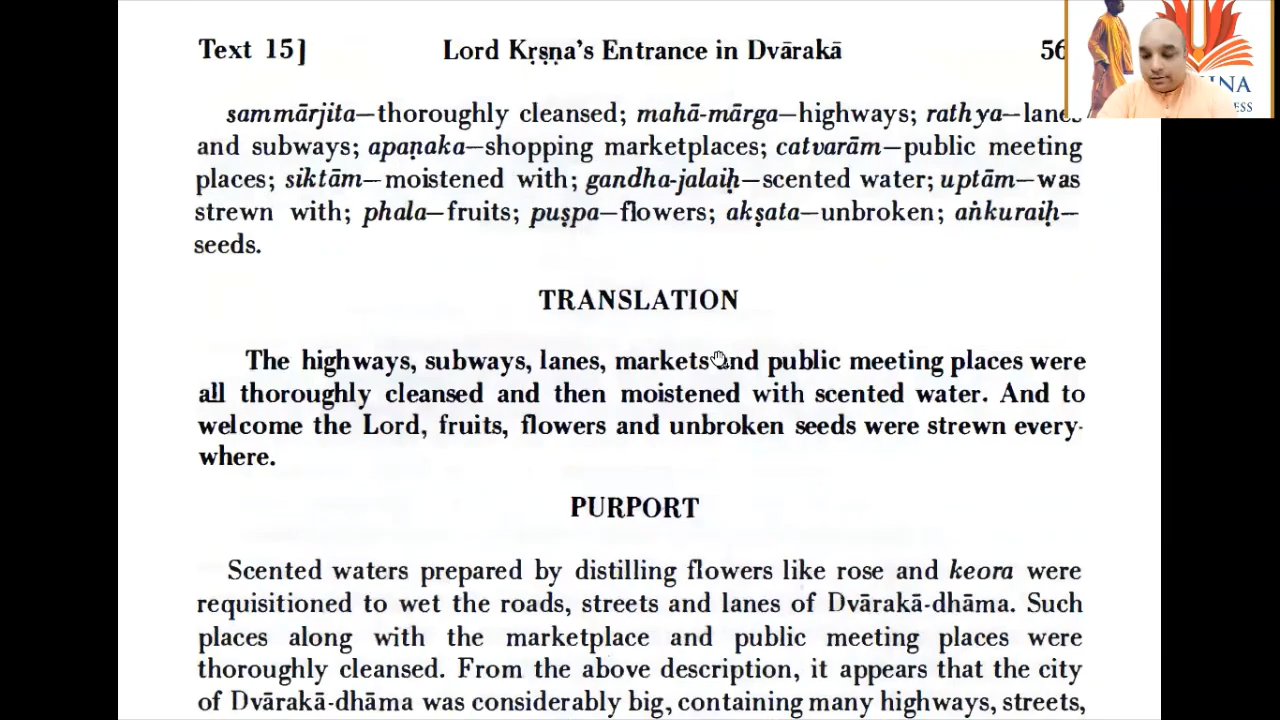 Text 15]
Lord Kṛṣṇa's Entrance in Dvārakā
56
sammārjita—thoroughly cleansed; mahā-mārga—highways; rathya—lanes
and subways; apaṇaka—shopping marketplaces; catvarām—public meeting
places; siktām—moistened with; gandha-jalaiḥ—scented water; uptām—was
strewn with; phala—fruits; puṣpa—flowers; akṣata—unbroken; aṅkuraiḥ—
seeds.
TRANSLATION
The highways, subways, lanes, markets and public meeting places were
all thoroughly cleansed and then moistened with scented water. And to
welcome the Lord, fruits, flowers and unbroken seeds were strewn every-
where.
PURPORT
Scented waters prepared by distilling flowers like rose and keora were
requisitioned to wet the roads, streets and lanes of Dvārakā-dhāma. Such
places along with the marketplace and public meeting places were
thoroughly cleansed. From the above description, it appears that the city
of Dvārakā-dhāma was considerably big, containing many highways, streets,